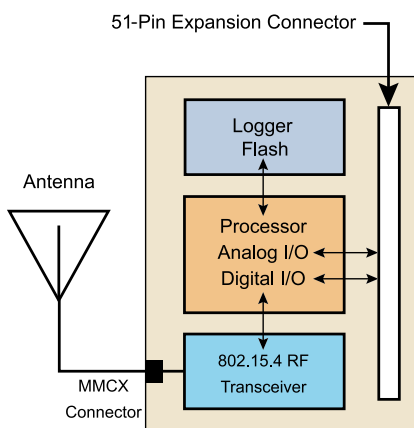 51-Pin Expansion Connector
Logger
Flash
Antenna
Processor
Analog I/O
Digital I/O
802.15.4 RF
Transceiver
MMCX
Connector